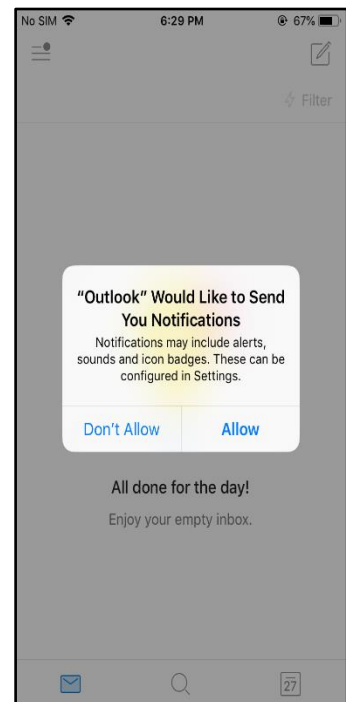 No SIM 6:29 PM 67%
Filter
“Outlook” Would Like to Send
You Notifications
Notifications may include alerts,
sounds and icon badges. These can be
configured in Settings.
Don't Allow Allow
All done for the day!
Enjoy your empty inbox.
27